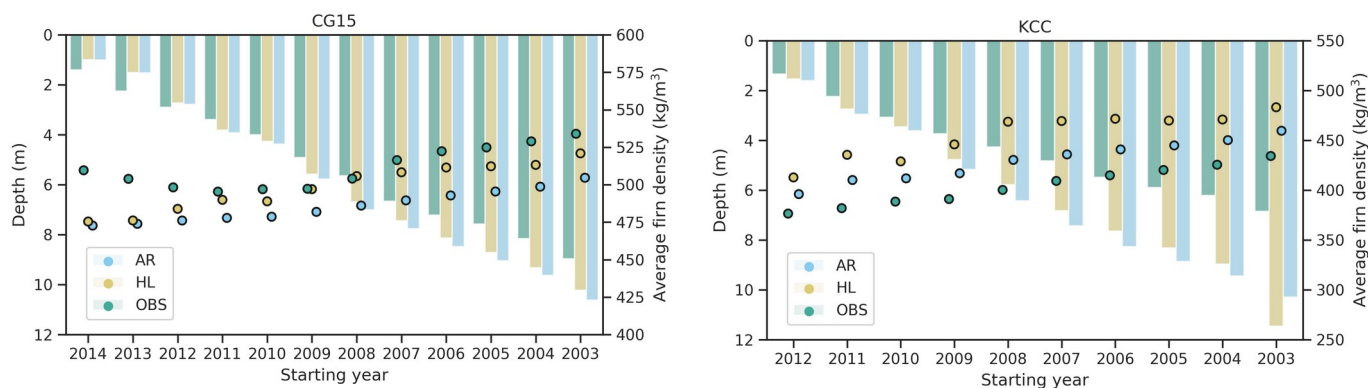 CG15
0
2
4
6
8
10
12
Depth (m)
600
575
550
525
500
475
450
425
400
Average firn density (kg/m³)
AR
HL
OBS
2014 2013 2012 2011 2010 2009 2008 2007 2006 2005 2004 2003
Starting year
KCC
0
2
4
6
8
10
12
Depth (m)
550
500
450
400
350
300
250
Average firn density (kg/m³)
AR
HL
OBS
2012 2011 2010 2009 2008 2007 2006 2005 2004 2003
Starting year